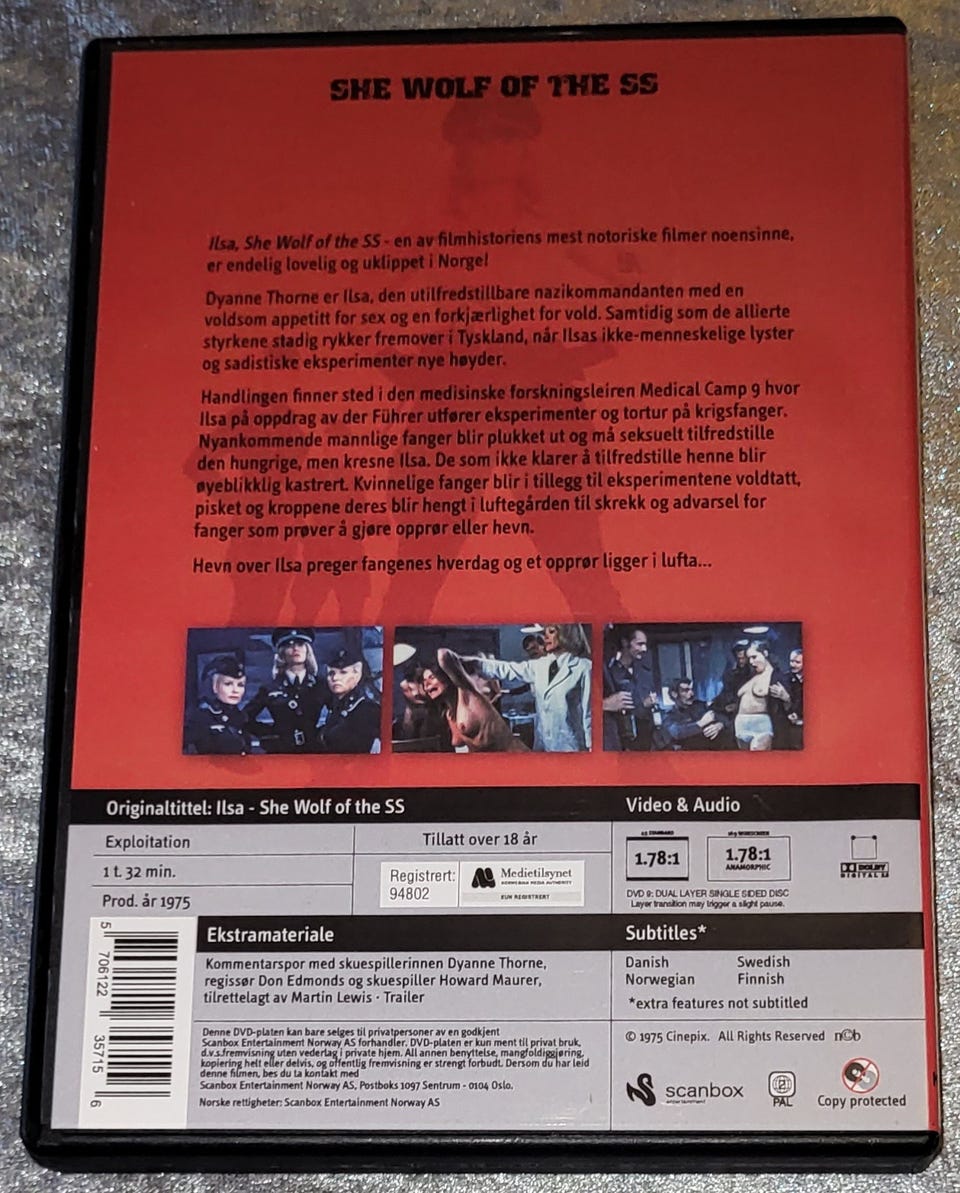 SHE WOLF OF THE SS
Ilsa, She Wolf of the SS - en av filmhistoriens mest notoriske filmer noensinne,
er endelig lovelig og uklippet i Norge!
Dyanne Thorne er Ilsa, den utilfredstillbare nazikommandanten med en
voldsom appetitt for sex og en forkjærlighet for vold. Samtidig som de allierte
styrkene stadig rykker fremover i Tyskland, når Ilsas ikke-menneskelige lyster
og sadistiske eksperimenter nye høyder.
Handlingen finner sted i den medisinske forskningsleiren Medical Camp 9 hvor
Ilsa på oppdrag av der Führer utfører eksperimenter og tortur på krigsfanger.
Nyankommende mannlige fanger blir plukket ut og må seksuelt tilfredstille
den hungrige, men kresne Ilsa. De som ikke klarer å tilfredstille henne blir
øyeblikklig kastrert. Kvinnelige fanger blir i tillegg til eksperimentene voldtatt,
pisket og kroppene deres blir hengt i luftegården til skrekk og advarsel for
fanger som prøver å gjøre opprør eller hevn.
Hevn over Ilsa preger fangenes hverdag og et opprør ligger i lufta...
Originaltittel: Ilsa - She Wolf of the SS
Exploitation
1 t. 32 min.
Prod. år 1975
Tillatt over 18 år
Registrert:
94802
Medietilsynet
NORWEGIAN MEDIA AUTHORITY
KUN REGISTRERT
Video & Audio
4:3 STANDARD
1.78:1
16:9 WIDESCREEN
1.78:1
ANAMORPHIC
DOLBY
DIGITAL
DVD 9: DUAL LAYER SINGLE SIDED DISC
Layer transition may trigger a slight pause.
5 706122 35715 6
Ekstramateriale
Kommentarspor med skuespillerinnen Dyanne Thorne,
regissør Don Edmonds og skuespiller Howard Maurer,
tilrettelagt av Martin Lewis · Trailer
Denne DVD-platen kan bare selges til privatpersoner av en godkjent
Scanbox Entertainment Norway AS forhandler. DVD-platen er kun ment til privat bruk,
d.v.s.fremvisning uten vederlag i private hjem. All annen benyttelse, mangfoldiggjøring,
kopiering helt eller delvis, og offentlig fremvisning er strengt forbudt. Dersom du har leid
denne filmen, bes du ta kontakt med
Scanbox Entertainment Norway AS, Postboks 1097 Sentrum - 0104 Oslo.
Norske rettigheter: Scanbox Entertainment Norway AS
Subtitles*
Danish Swedish
Norwegian Finnish
*extra features not subtitled
© 1975 Cinepix. All Rights Reserved n©b
scanbox
entertainment
PAL
Copy protected